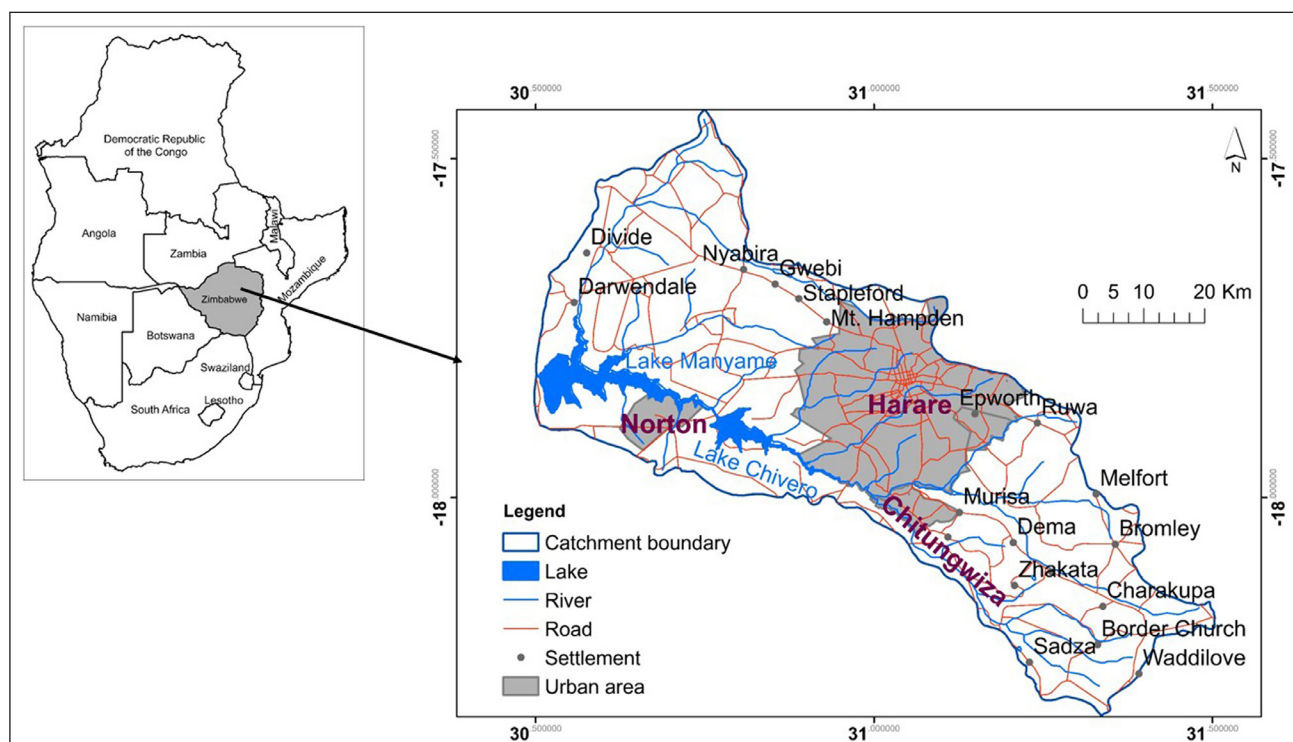 Democratic Republic
of the Congo
Angola
Zambia
Malawi
Mozambique
Zimbabwe
Namibia
Botswana
Swaziland
Lesotho
South Africa
30.500000
31.000000
31.500000
-17.500000
-17.500000
N
Divide
Nyabira
Gwebi
Darwendale
Stapleford
Mt. Hampden
0 5 10 20 Km
Lake Manyame
Norton
Harare
Epworth
Ruwa
Lake Chivero
Melfort
-18.000000
-18.000000
Murisa
Chitungwiza
Dema
Bromley
Zhakata
Charakupa
Border Church
Sadza
Waddilove
Legend
Catchment boundary
Lake
River
Road
Settlement
Urban area
30.500000
31.000000
31.500000